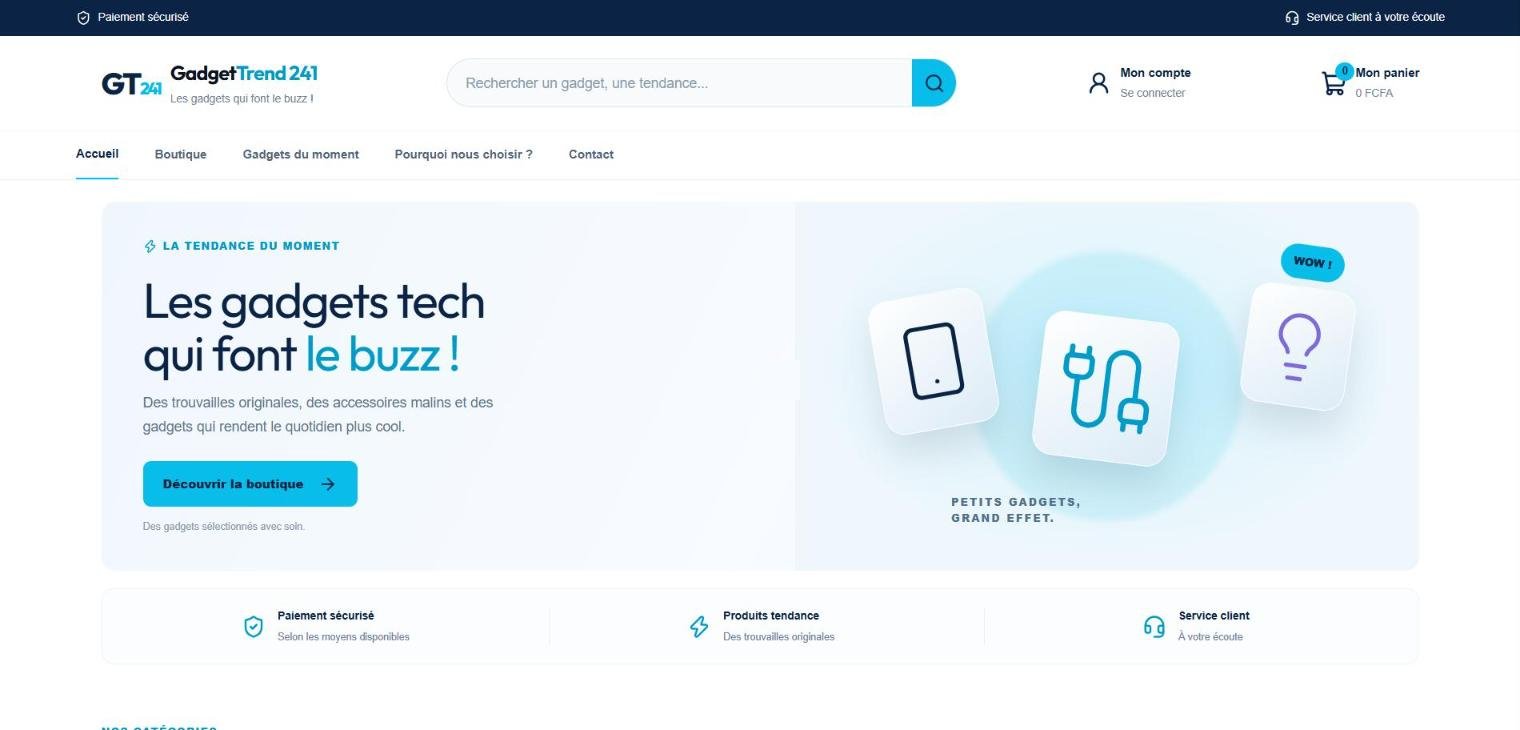 Paiement sécurisé
Service client à votre écoute
GT241
GadgetTrend 241
Les gadgets qui font le buzz !
Rechercher un gadget, une tendance...
Mon compte
Se connecter
0
Mon panier
0 FCFA
Accueil
Boutique
Gadgets du moment
Pourquoi nous choisir ?
Contact
LA TENDANCE DU MOMENT
Les gadgets tech
qui font le buzz !
Des trouvailles originales, des accessoires malins et des
gadgets qui rendent le quotidien plus cool.
Découvrir la boutique
Des gadgets sélectionnés avec soin.
WOW !
PETITS GADGETS,
GRAND EFFET.
Paiement sécurisé
Selon les moyens disponibles
Produits tendance
Des trouvailles originales
Service client
À votre écoute
NOS CATÉGORIES